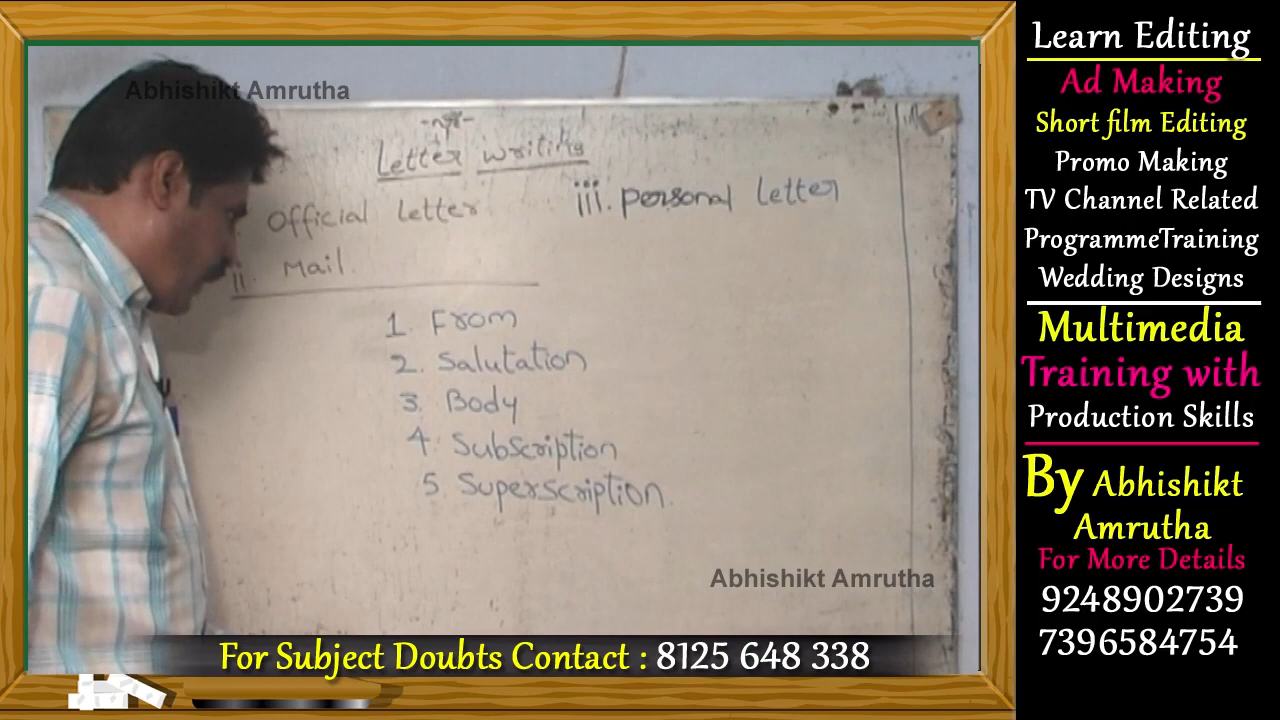 Abhishikt Amrutha
Letter writing
Official Letter
iii. personal letter
ii. Mail.
1. From
2. Salutation
3. Body
4. Subscription
5. Superscription.
Abhishikt Amrutha
For Subject Doubts Contact : 8125 648 338
Learn Editing
Ad Making
Short film Editing
Promo Making
TV Channel Related
ProgrammeTraining
Wedding Designs
Multimedia
Training with
Production Skills
By Abhishikt
Amrutha
For More Details
9248902739
7396584754